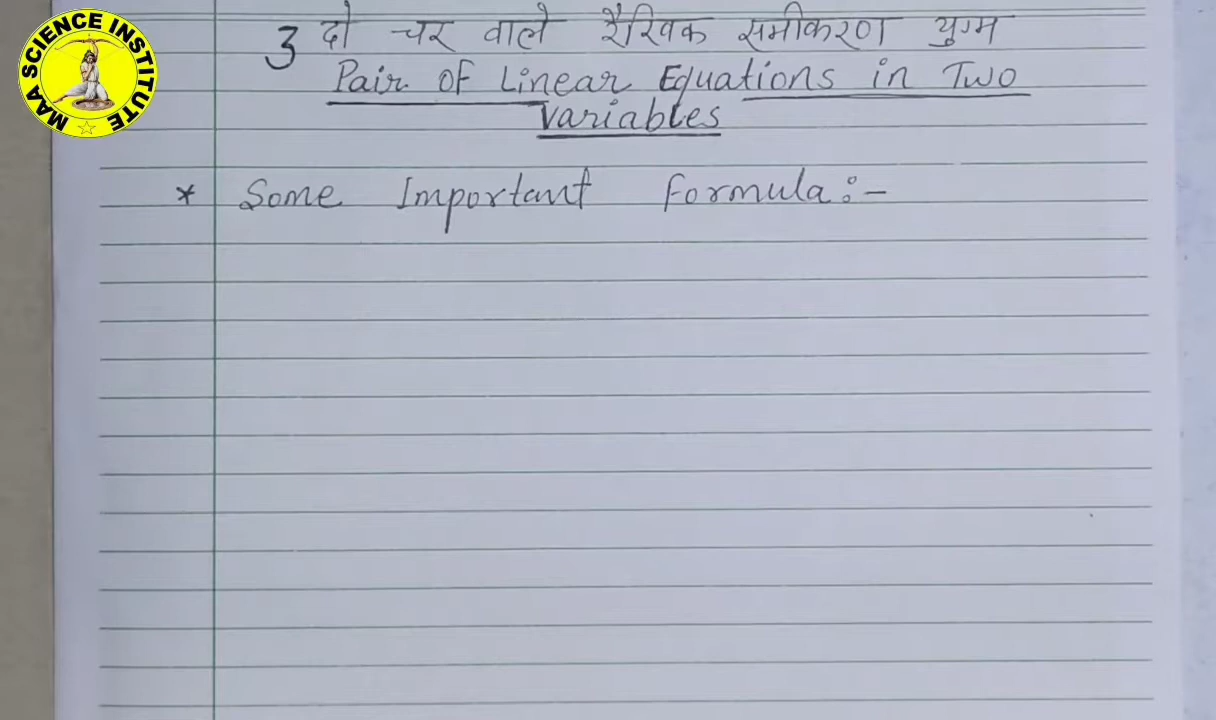 MAA SCIENCE INSTITUTE
3 दो चर वाले रैखिक समीकरण युग्म
Pair of Linear Equations in Two
Variables
* Some Important Formula:-